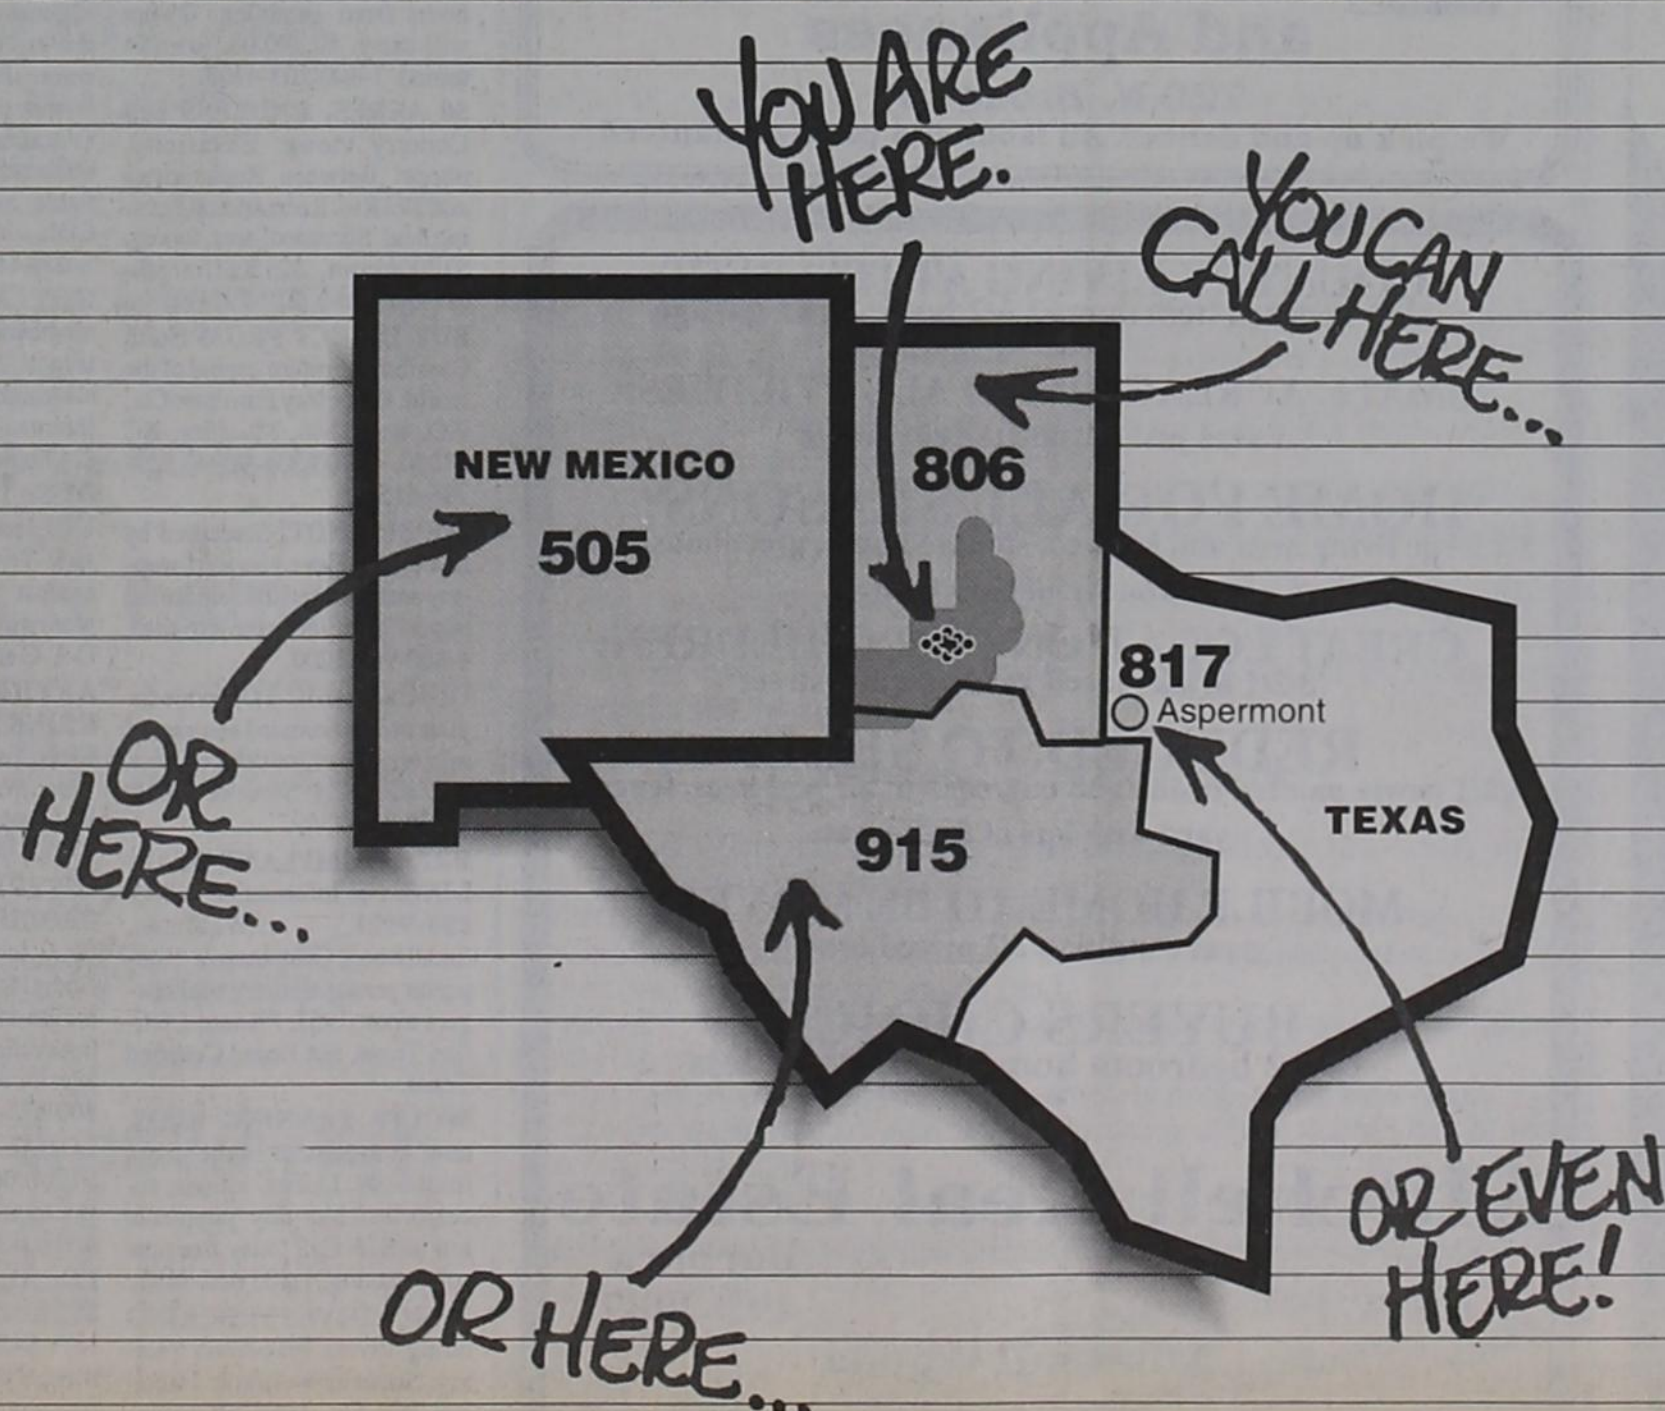 YOU ARE
HERE.
YOU CAN
CALL HERE...
NEW MEXICO
505
806
817
Aspermont
TEXAS
915
OR
HERE...
OR HERE...
OR EVEN
HERE!